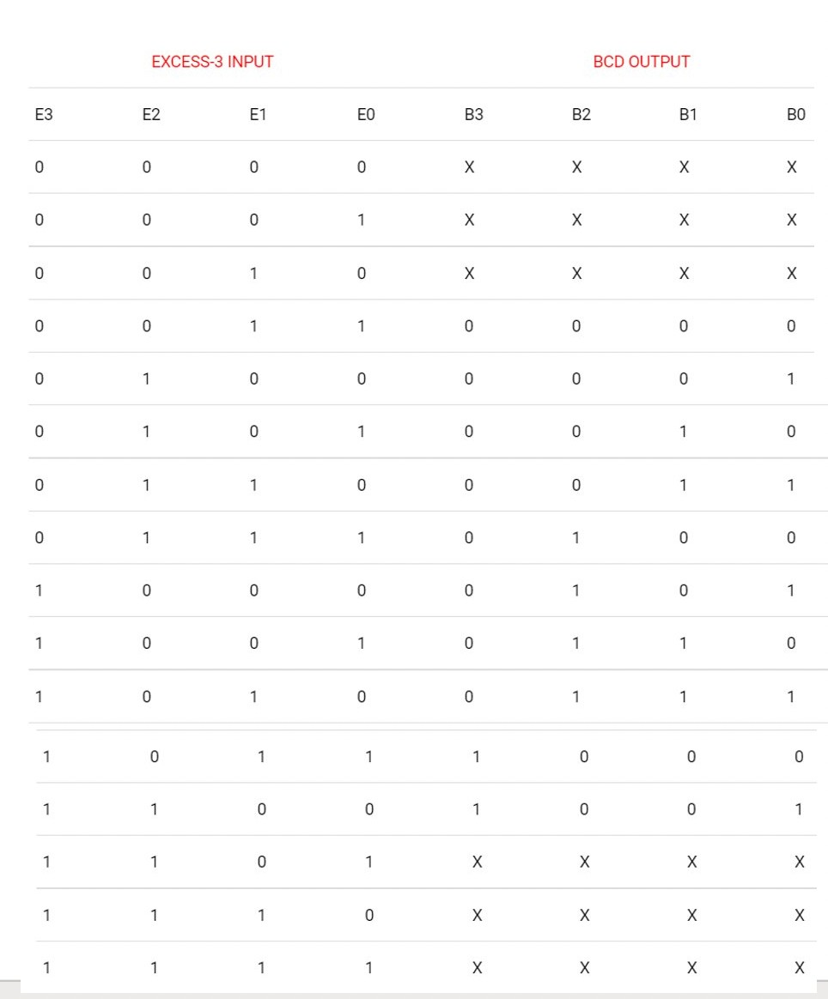 EXCESS-3 INPUT BCD OUTPUT
E3 E2 E1 E0 B3 B2 B1 B0
0 0 0 0 X X X X
0 0 0 1 X X X X
0 0 1 0 X X X X
0 0 1 1 0 0 0 0
0 1 0 0 0 0 0 1
0 1 0 1 0 0 1 0
0 1 1 0 0 0 1 1
0 1 1 1 0 1 0 0
1 0 0 0 0 1 0 1
1 0 0 1 0 1 1 0
1 0 1 0 0 1 1 1
1 0 1 1 1 0 0 0
1 1 0 0 1 0 0 1
1 1 0 1 X X X X
1 1 1 0 X X X X
1 1 1 1 X X X X